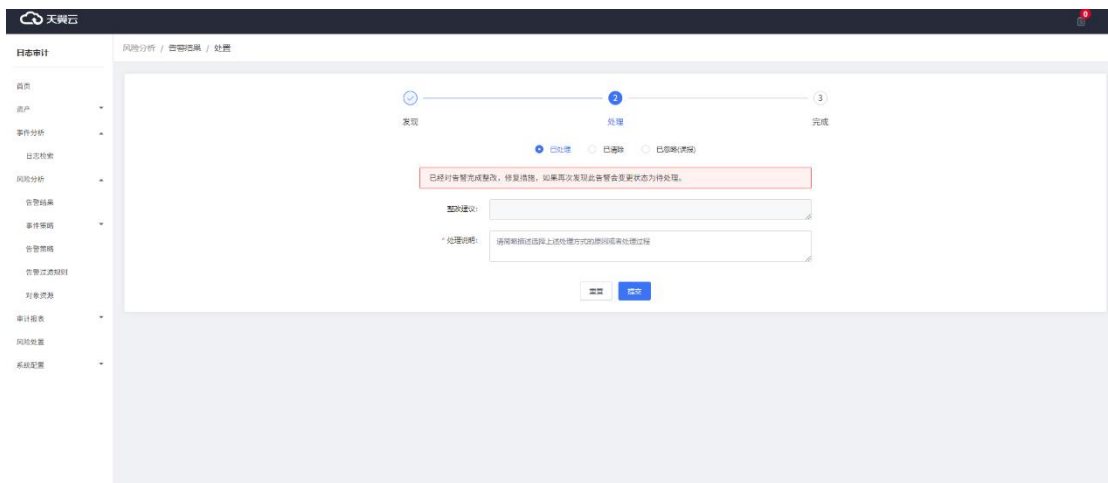 天翼云
0
日志审计
风险分析 / 告警结果 / 处置
首页
资产
事件分析
日志检索
风险分析
告警结果
事件策略
告警策略
告警过滤规则
对象资源
审计报表
风险处置
系统配置
2
3
发现
处理
完成
已处理
已清除
已忽略(误报)
已经对告警完成整改，修复措施，如果再次发现此告警会变更状态为待处理。
整改建议:
* 处理说明:
请简略描述选择上述处理方式的原因或者处理过程
重置
提交